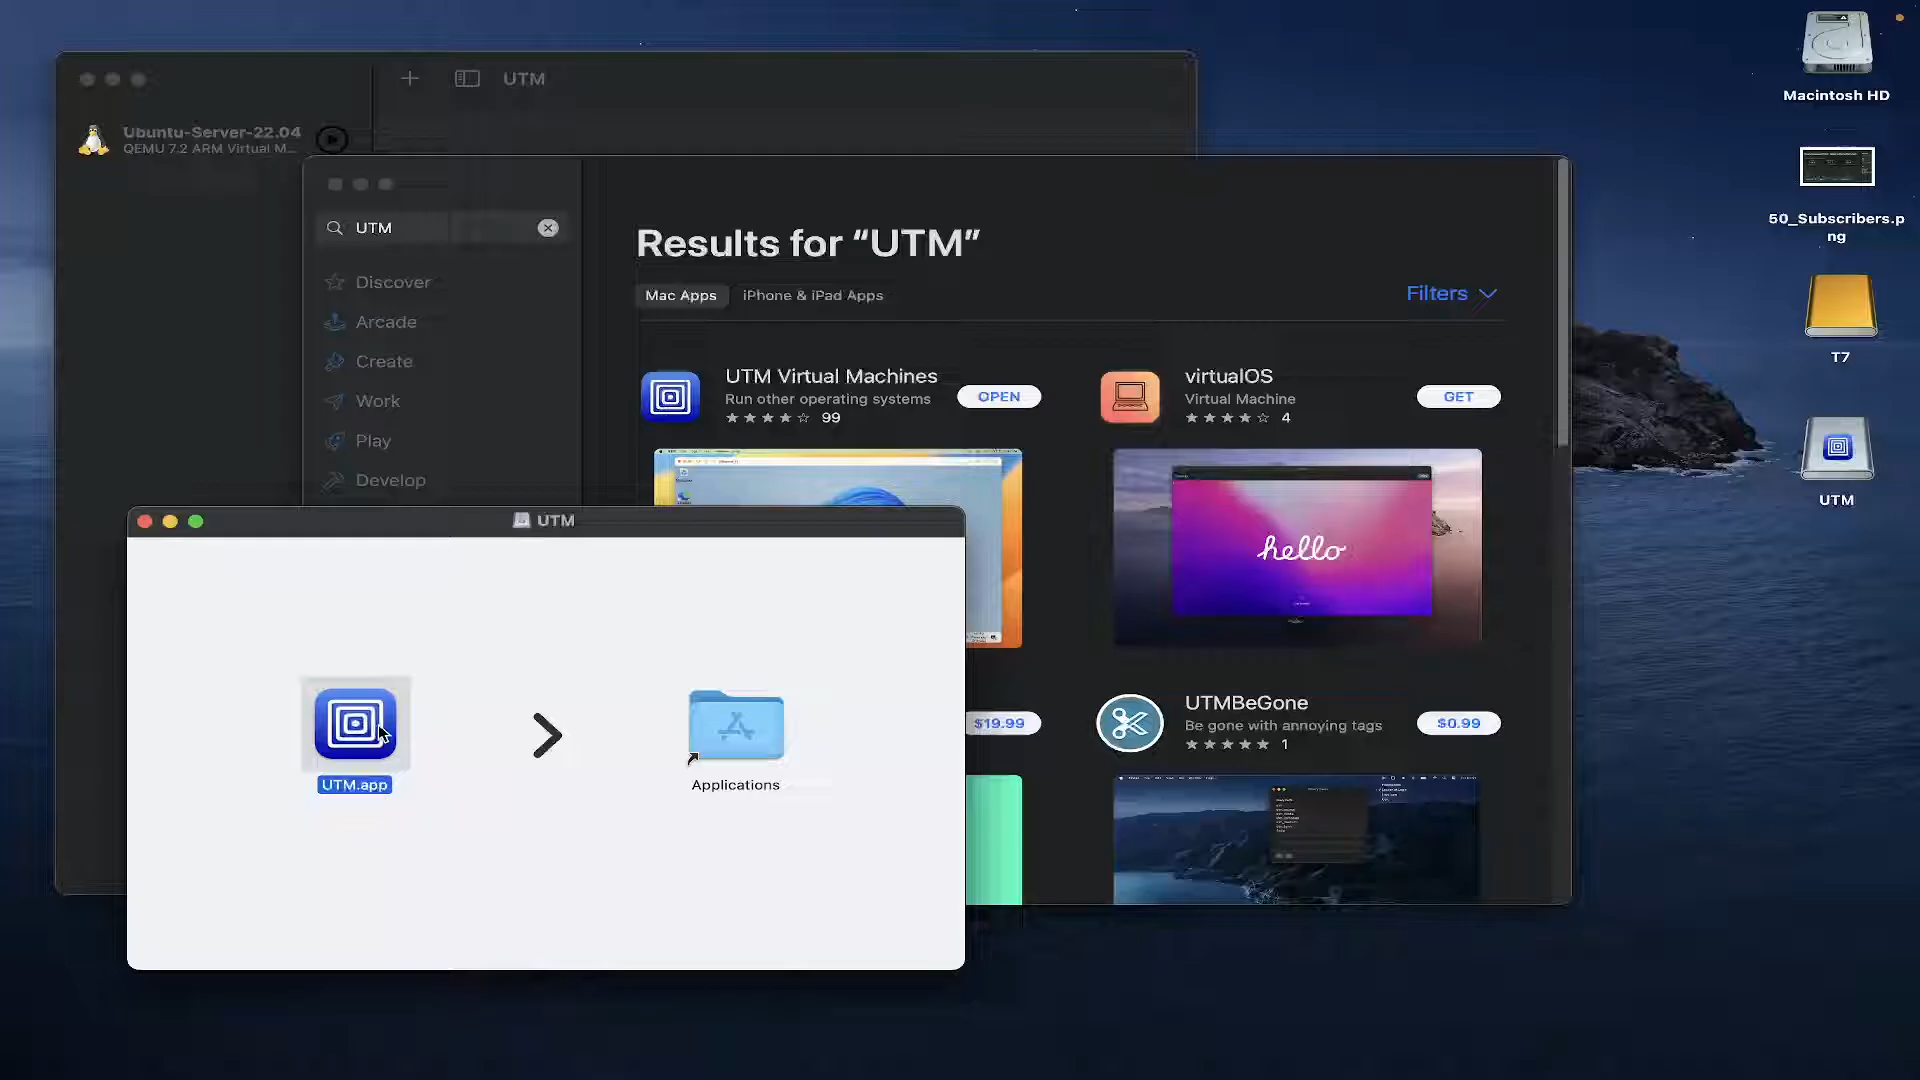 UTM
Ubuntu-Server-22.04
QEMU 7.2 ARM Virtual M...
UTM
Discover
Arcade
Create
Work
Play
Develop
Results for “UTM”
Mac Apps
iPhone & iPad Apps
Filters
UTM Virtual Machines
Run other operating systems
99
OPEN
virtualOS
Virtual Machine
4
GET
hello
$19.99
UTMBeGone
Be gone with annoying tags
1
$0.99
UTM
UTM.app
Applications
Macintosh HD
50_Subscribers.p
ng
T7
UTM